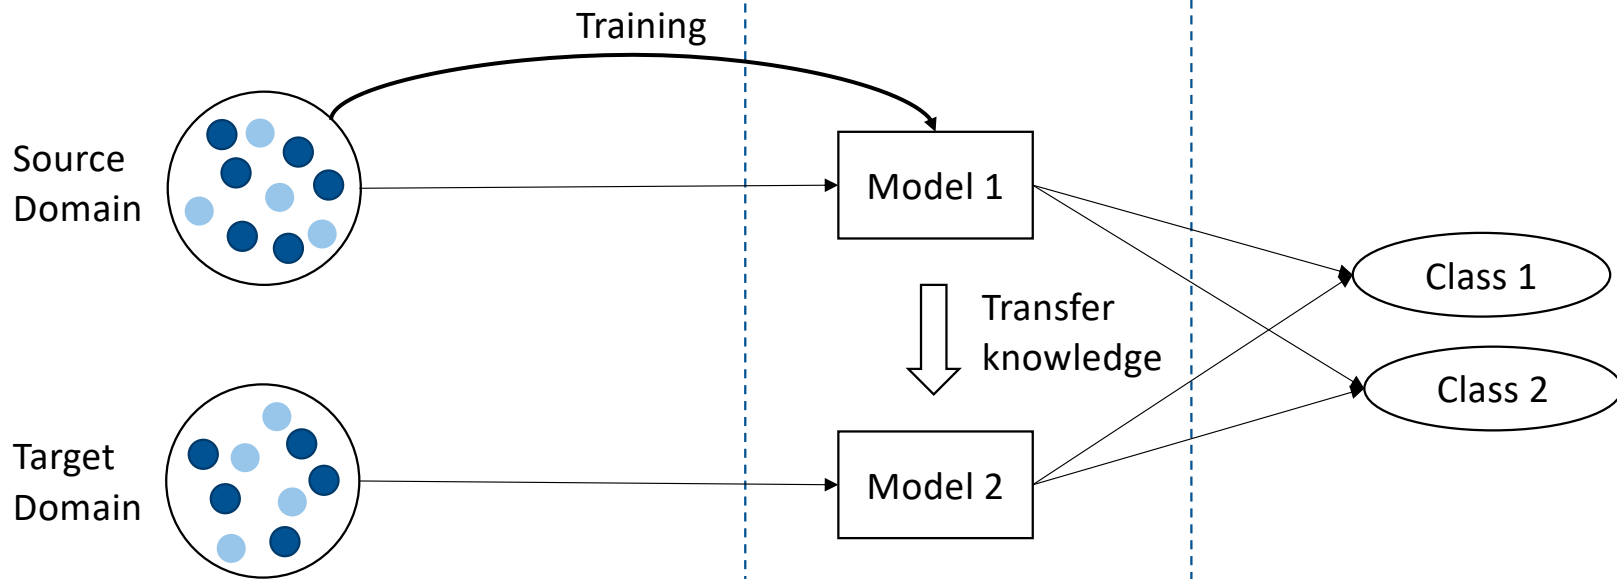 Training
Source
Domain
Model 1
Class 1
Transfer
knowledge
Class 2
Target
Domain
Model 2